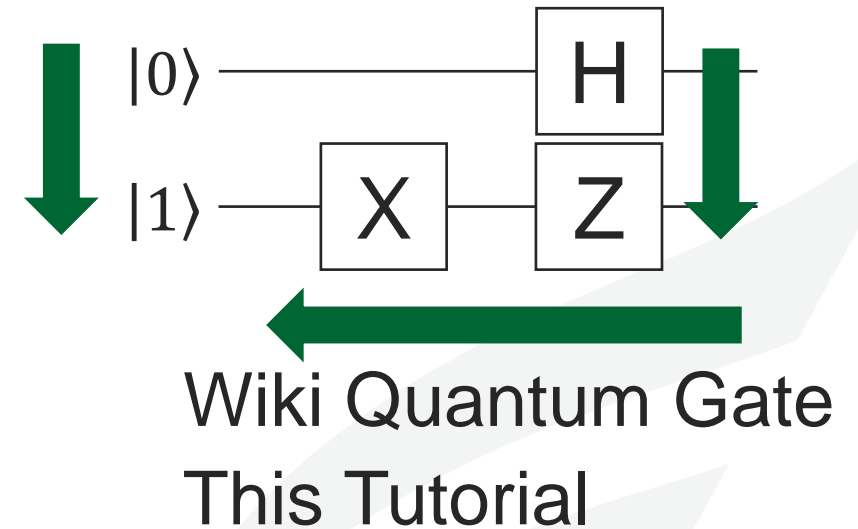 |0⟩ H
|1⟩ X Z
Wiki Quantum Gate
This Tutorial